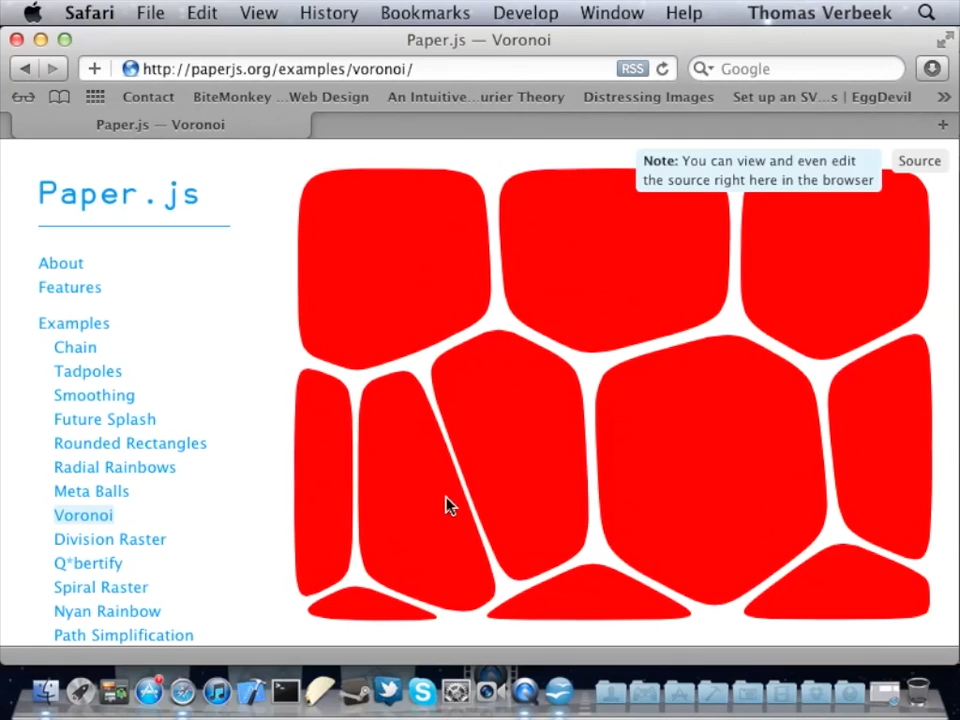 Safari File Edit View History Bookmarks Develop Window Help Thomas Verbeek
Paper.js — Voronoi
http://paperjs.org/examples/voronoi/ RSS Google
Contact BiteMonkey ...Web Design An Intuitive...urier Theory Distressing Images Set up an SV...s | EggDevil
Paper.js — Voronoi
Note: You can view and even edit
the source right here in the browser
Source
Paper.js
About
Features
Examples
Chain
Tadpoles
Smoothing
Future Splash
Rounded Rectangles
Radial Rainbows
Meta Balls
Voronoi
Division Raster
Q*bertify
Spiral Raster
Nyan Rainbow
Path Simplification